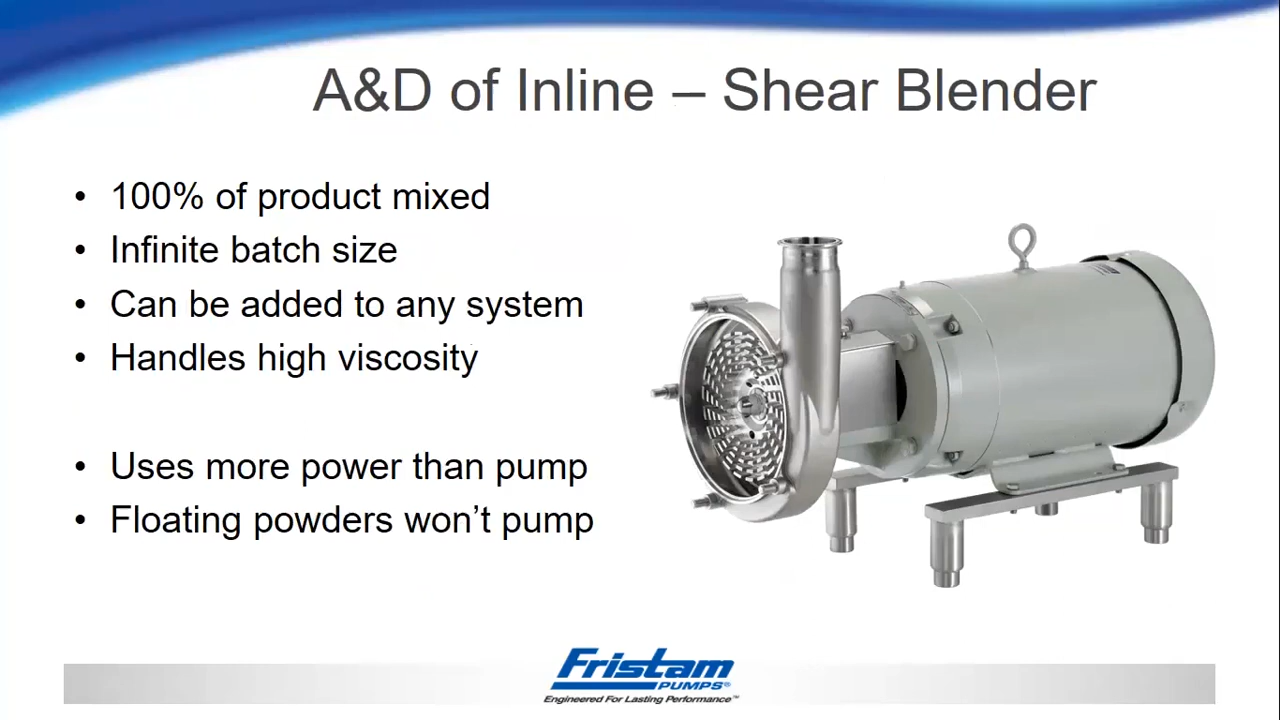 A&D of Inline – Shear Blender
• 100% of product mixed
• Infinite batch size
• Can be added to any system
• Handles high viscosity
• Uses more power than pump
• Floating powders won’t pump
Fristam
PUMPS®
Engineered For Lasting Performance™